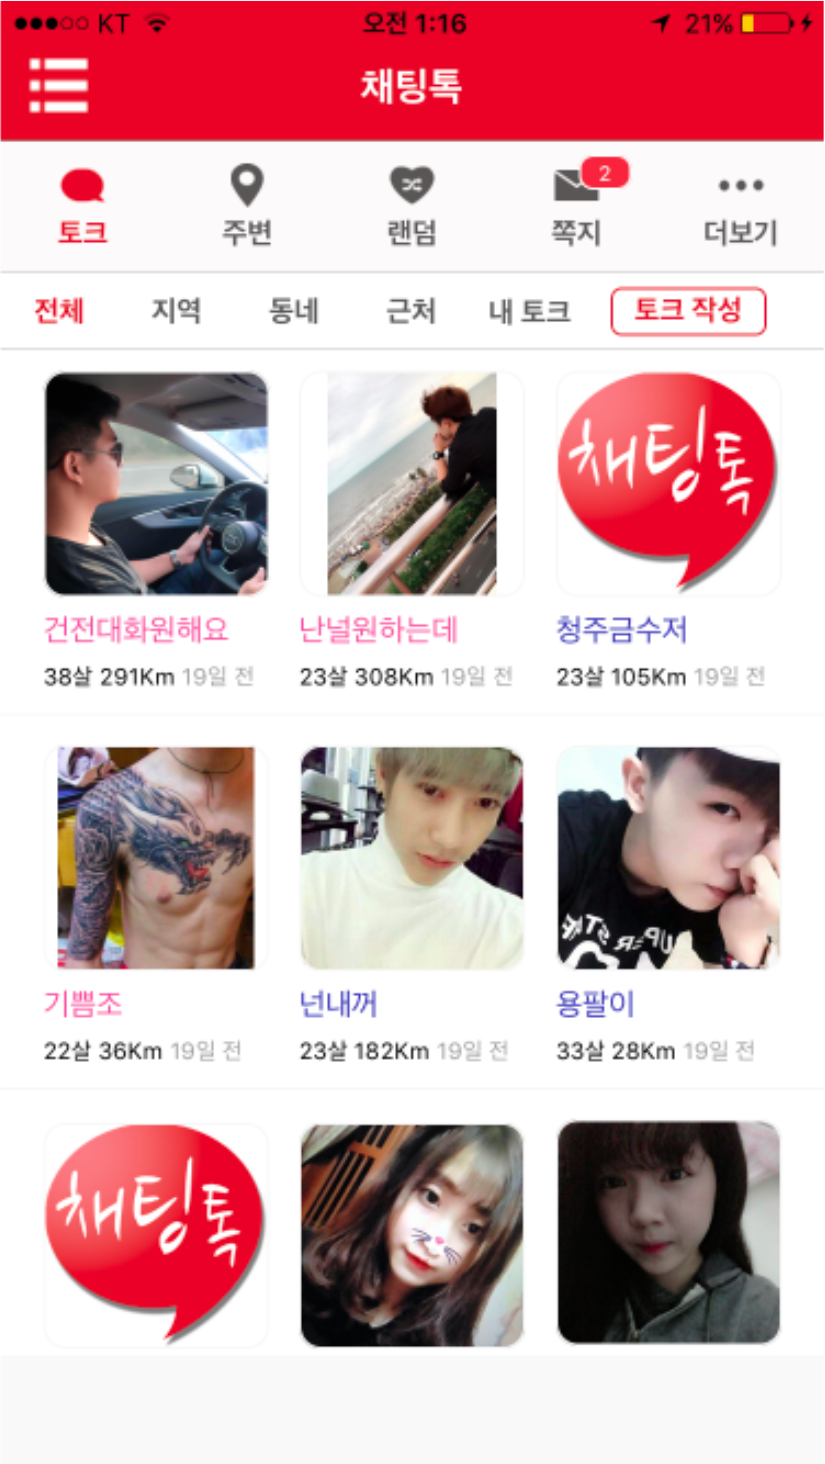 KT 오전 1:16 21%
채팅톡
2
토크 주변 랜덤 쪽지 더보기
전체 지역 동네 근처 내 토크 토크 작성
채팅톡
건전대화원해요 난널원하는데 청주금수저
38살 291Km 19일 전 23살 308Km 19일 전 23살 105Km 19일 전
기쁨조 넌내꺼 용팔이
22살 36Km 19일 전 23살 182Km 19일 전 33살 28Km 19일 전
채팅톡